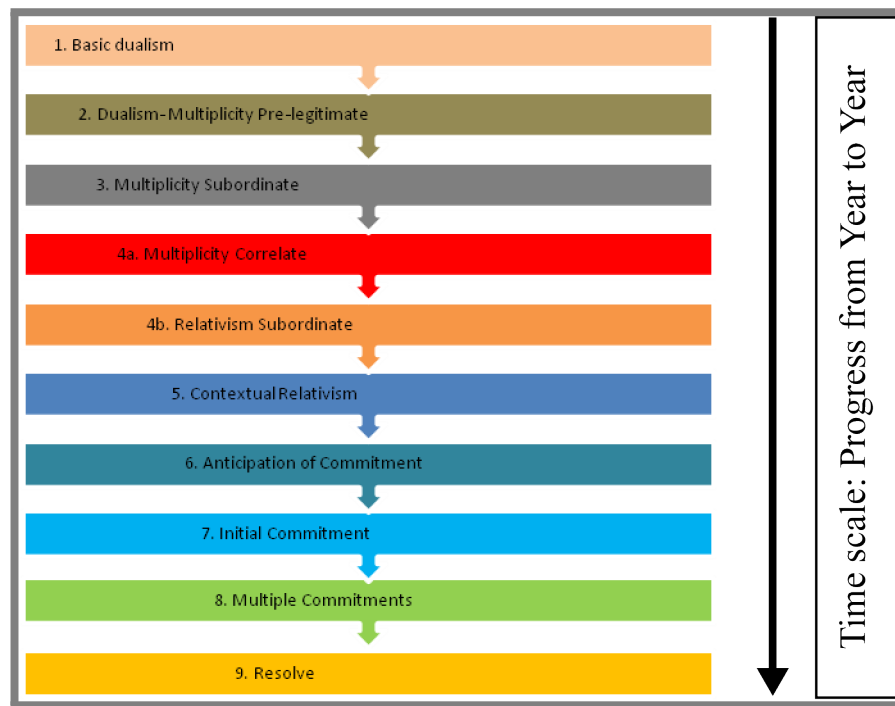 1. Basic dualism
2. Dualism-Multiplicity Pre-legitimate
3. Multiplicity Subordinate
4a. Multiplicity Correlate
4b. Relativism Subordinate
5. Contextual Relativism
6. Anticipation of Commitment
7. Initial Commitment
8. Multiple Commitments
9. Resolve
Time scale: Progress from Year to Year